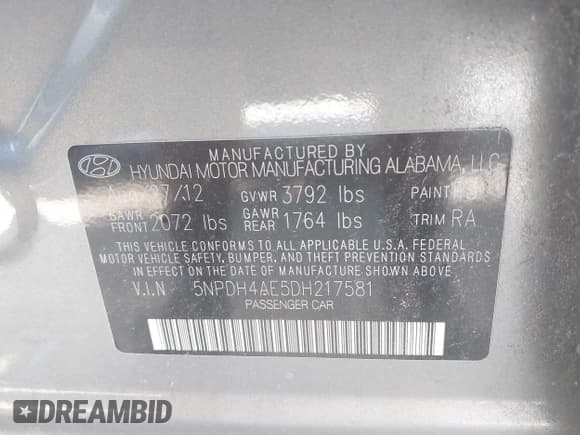 MANUFACTURED BY
HYUNDAI MOTOR MANUFACTURING ALABAMA, LLC
/12 GVWR 3792 lbs PAINT
GAWR FRONT 2072 lbs GAWR REAR 1764 lbs TRIM RA
THIS VEHICLE CONFORMS TO ALL APPLICABLE U.S.A. FEDERAL
MOTOR VEHICLE SAFETY, BUMPER, AND THEFT PREVENTION
STANDARDS IN EFFECT ON THE DATE OF MANUFACTURE SHOWN ABOVE.
V.I.N 5NPDH4AE5DH217581
PASSENGER CAR
DREAMBID